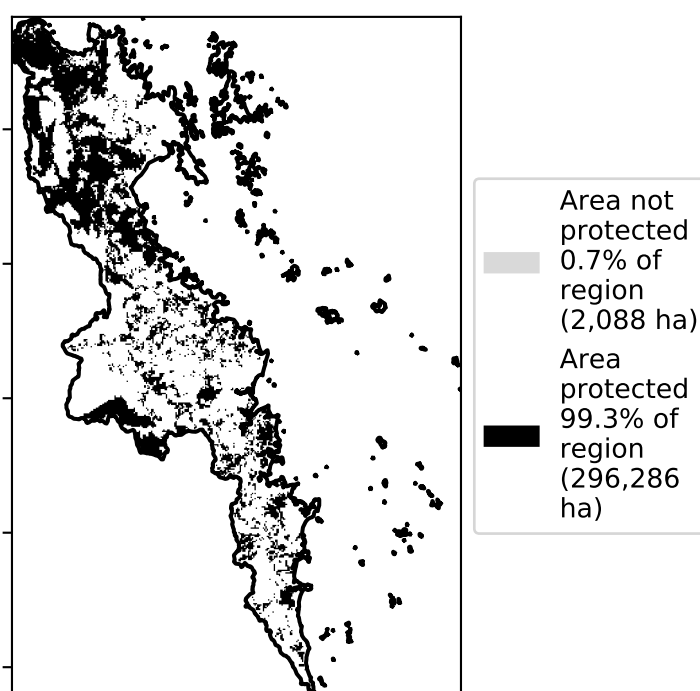 Area not
protected
0.7% of
region
(2,088 ha)
Area
protected
99.3% of
region
(296,286
ha)